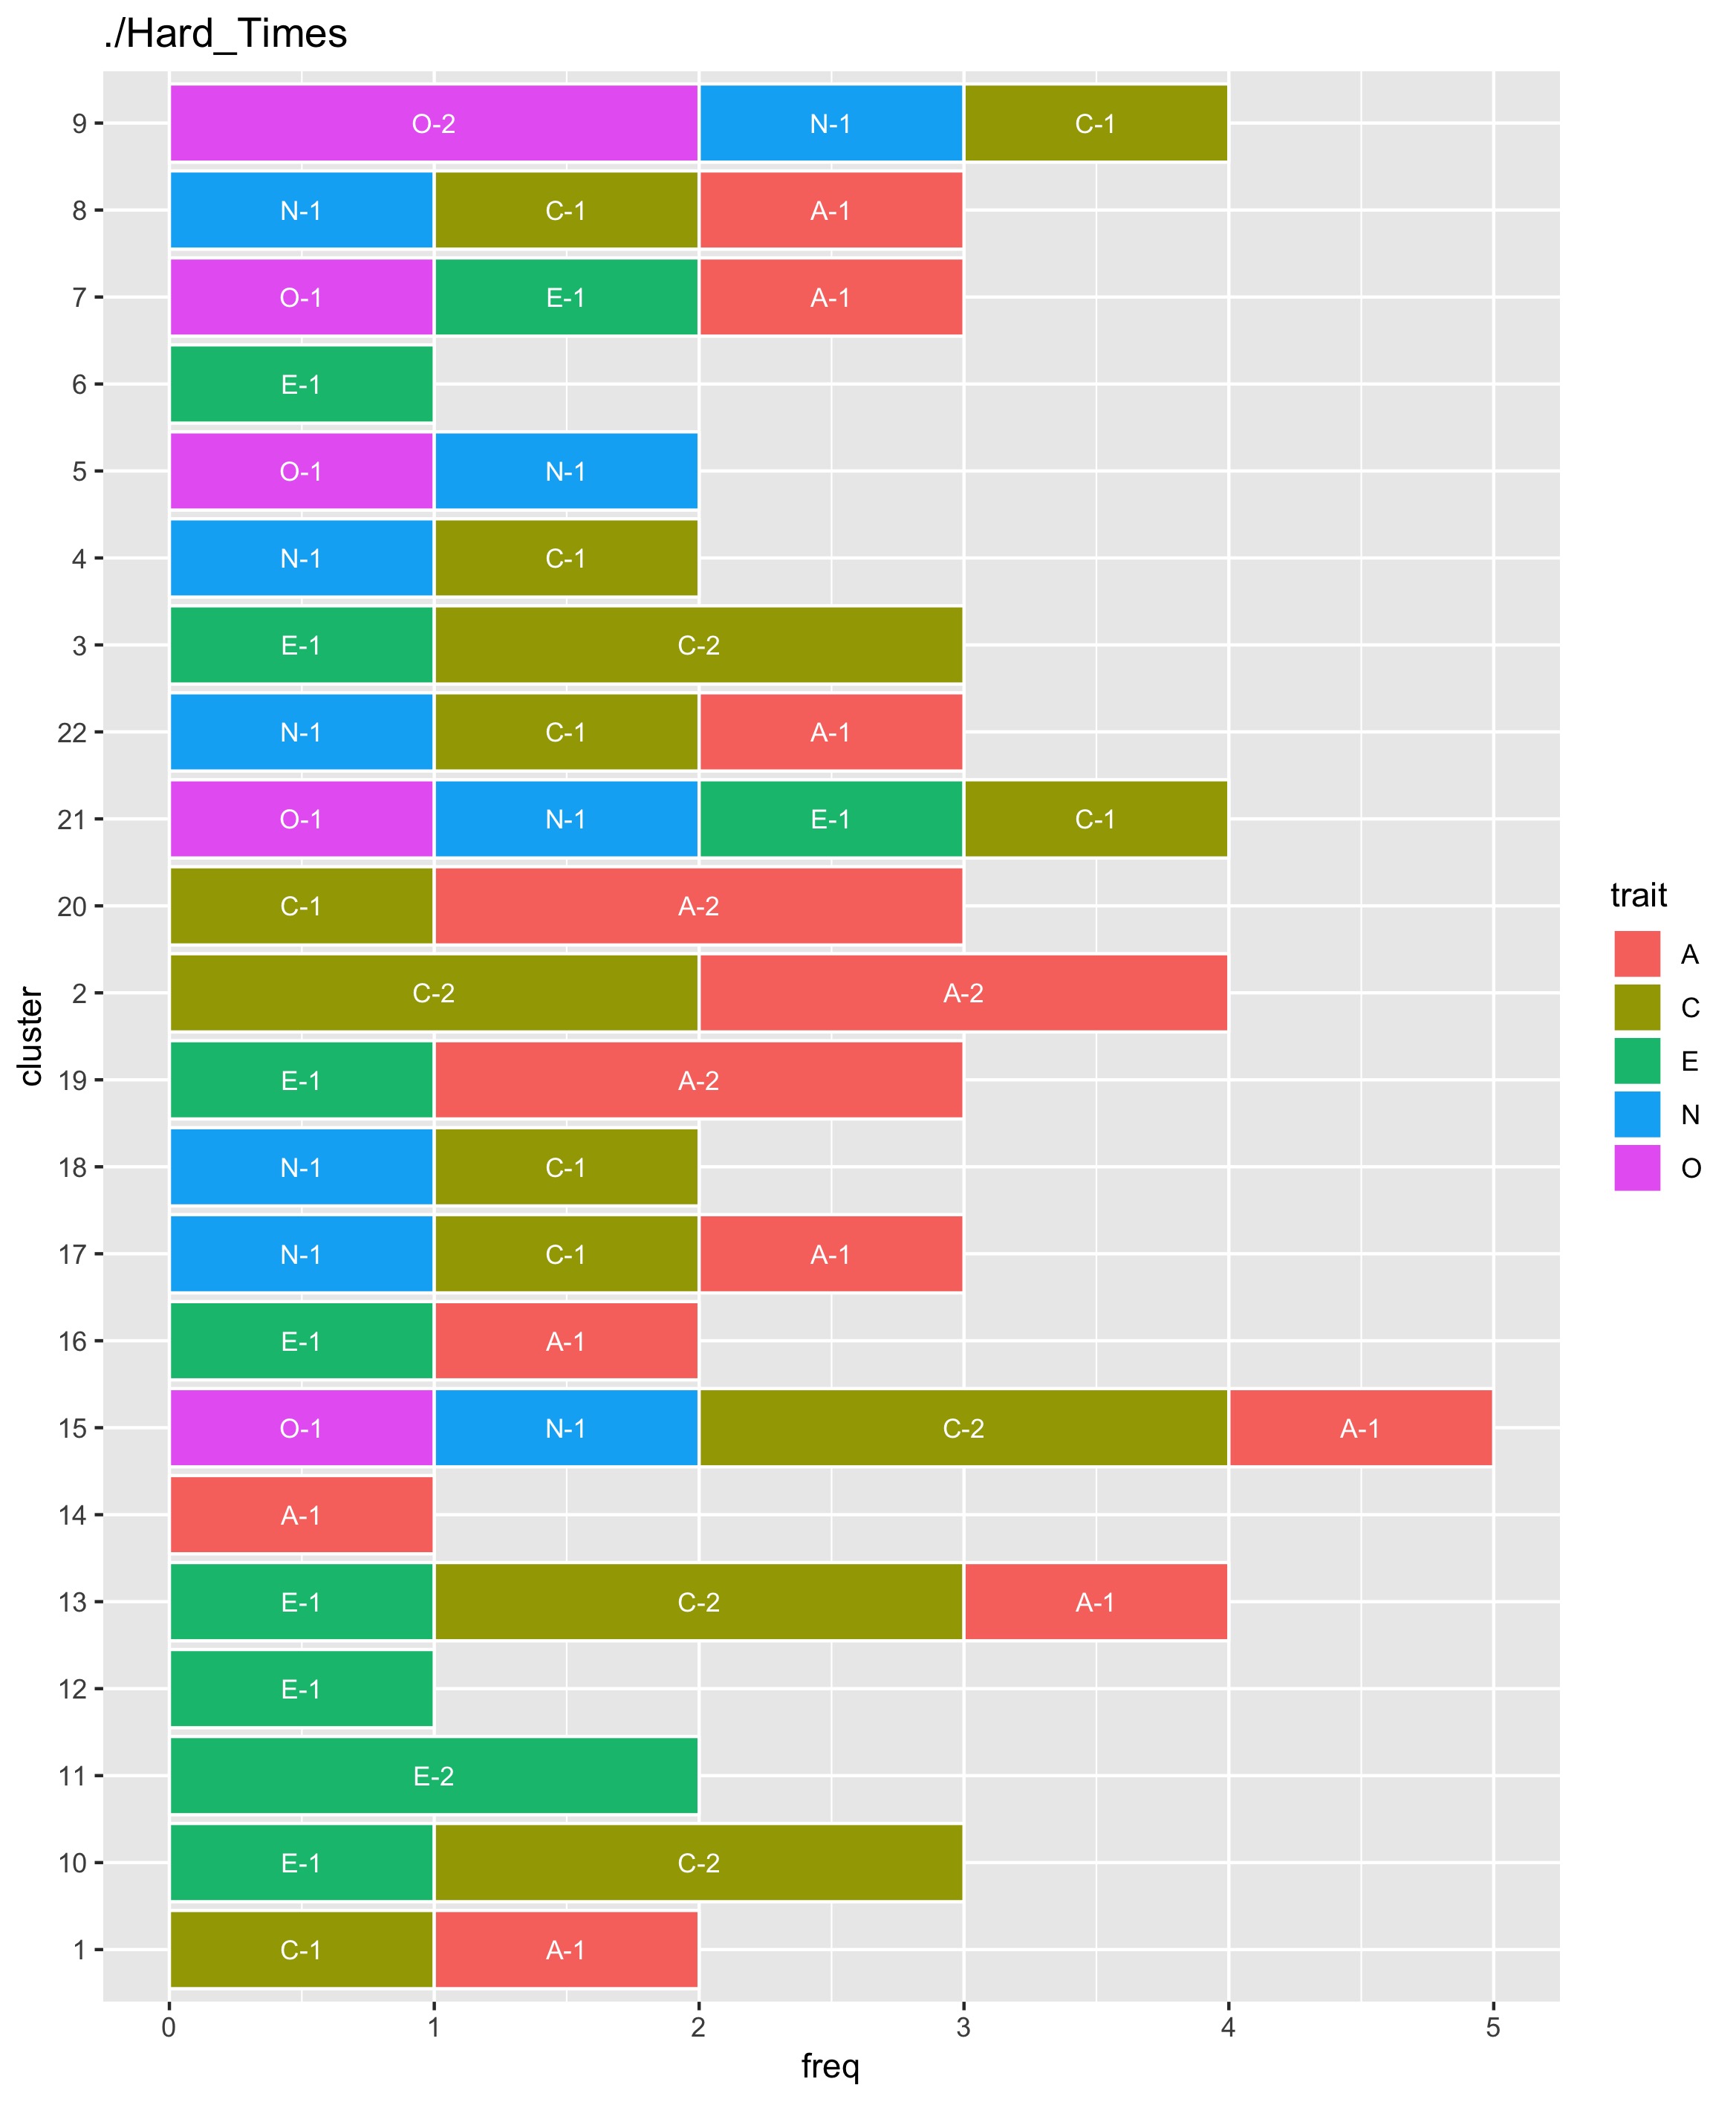 ./Hard_Times
9 O-2 N-1 C-1
8 N-1 C-1 A-1
7 O-1 E-1 A-1
6 E-1
5 O-1 N-1
4 N-1 C-1
3 E-1 C-2
22 N-1 C-1 A-1
21 O-1 N-1 E-1 C-1
20 C-1 A-2
2 C-2 A-2
19 E-1 A-2
18 N-1 C-1
17 N-1 C-1 A-1
16 E-1 A-1
15 O-1 N-1 C-2 A-1
14 A-1
13 E-1 C-2 A-1
12 E-1
11 E-2
10 E-1 C-2
1 C-1 A-1
0 1 2 3 4 5
freq
cluster
trait
A
C
E
N
O